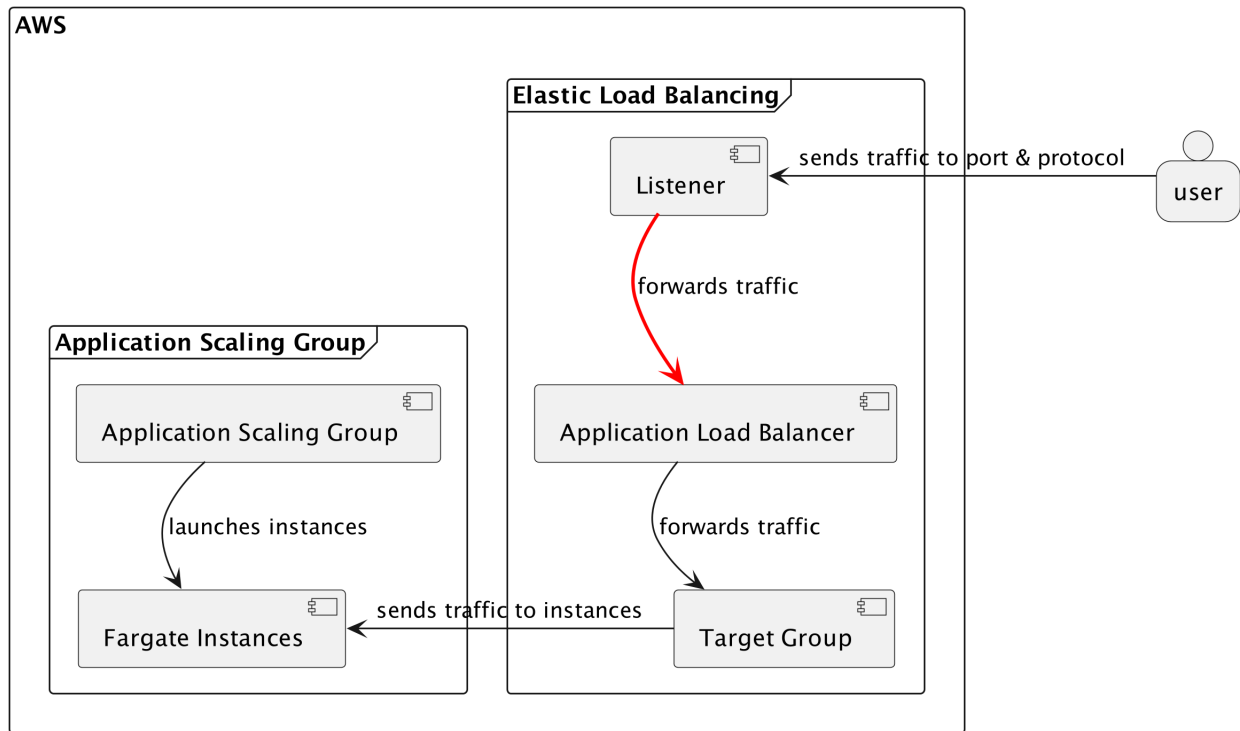 AWS
Elastic Load Balancing
Listener
sends traffic to port & protocol
user
forwards traffic
Application Scaling Group
Application Scaling Group
Application Load Balancer
launches instances
forwards traffic
Fargate Instances
sends traffic to instances
Target Group